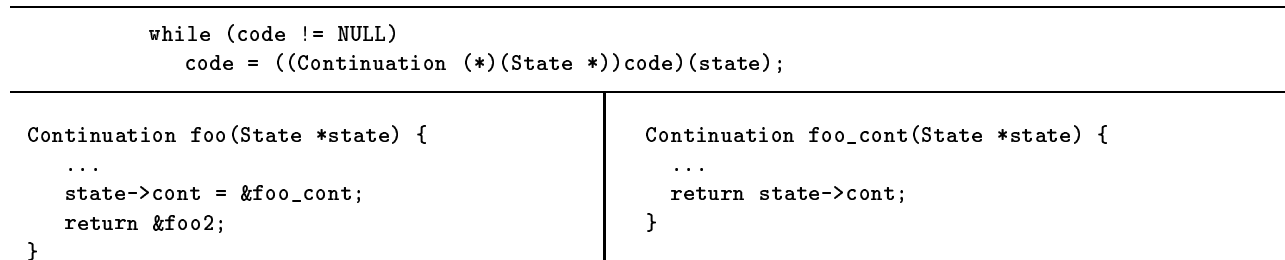 while (code != NULL)
code = ((Continuation (*)(State *))code)(state);
Continuation foo(State *state) {
...
state->cont = &foo_cont;
return &foo2;
}
Continuation foo_cont(State *state) {
...
return state->cont;
}